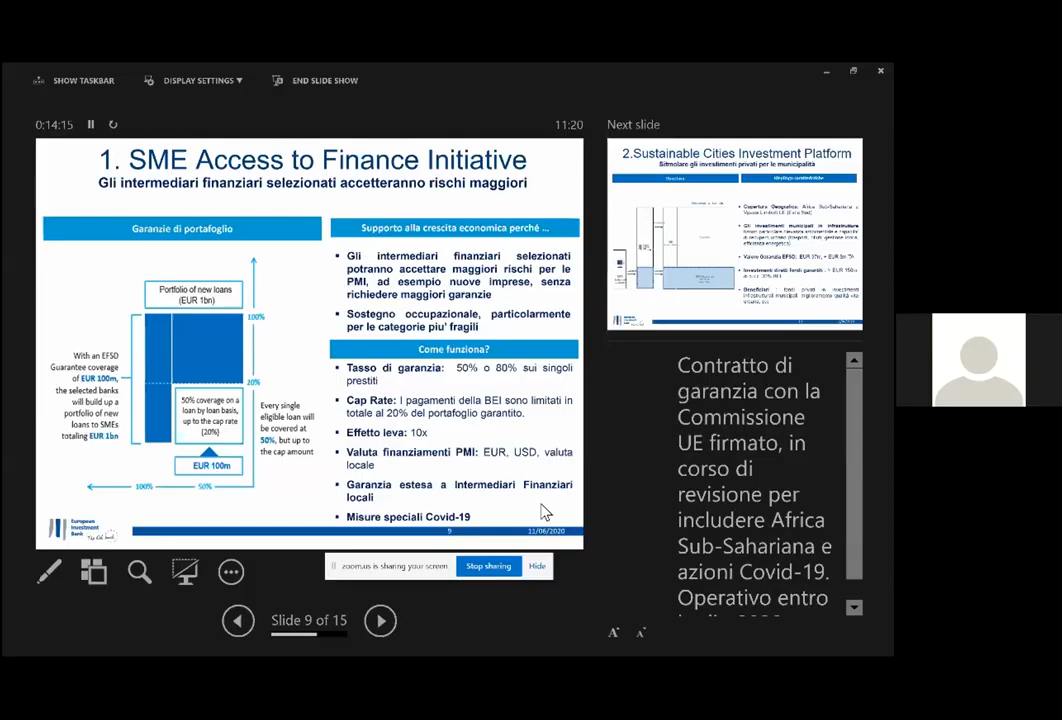 SHOW TASKBAR
DISPLAY SETTINGS ▼
END SLIDE SHOW
0:14:15
11:20
Next slide
1. SME Access to Finance Initiative
Gli intermediari finanziari selezionati accetteranno rischi maggiori
Garanzie di portafoglio
Portfolio of new loans
(EUR 1bn)
100%
With an EFSD
Guarantee coverage
of EUR 100m,
the selected banks
will build up a
portfolio of new
loans to SMEs
totaling EUR 1bn
20%
50% coverage on a
loan by loan basis,
up to the cap rate
(20%)
EUR 100m
Every single
eligible loan will
be covered at
50%, but up to
the cap amount
100%
50%
Supporto alla crescita economica perché ...
Gli intermediari finanziari selezionati
potranno accettare maggiori rischi per le
PMI, ad esempio nuove imprese, senza
richiedere maggiori garanzie
Sostegno occupazionale, particolarmente
per le categorie piu' fragili
Come funziona?
Tasso di garanzia: 50% o 80% sui singoli
prestiti
Cap Rate: I pagamenti della BEI sono limitati in
totale al 20% del portafoglio garantito.
Effetto leva: 10x
Valuta finanziamenti PMI: EUR, USD, valuta
locale
Garanzia estesa a Intermediari Finanziari
locali
Misure speciali Covid-19
European
Investment
Bank
The EU bank
9
11/06/2020
zoom.us is sharing your screen
Stop sharing
Hide
Slide 9 of 15
2.Sustainable Cities Investment Platform
Stimolare gli investimenti privati per le municipalità
Contratto di
garanzia con la
Commissione
UE firmato, in
corso di
revisione per
includere Africa
Sub-Sahariana e
azioni Covid-19.
Operativo entro
A
A